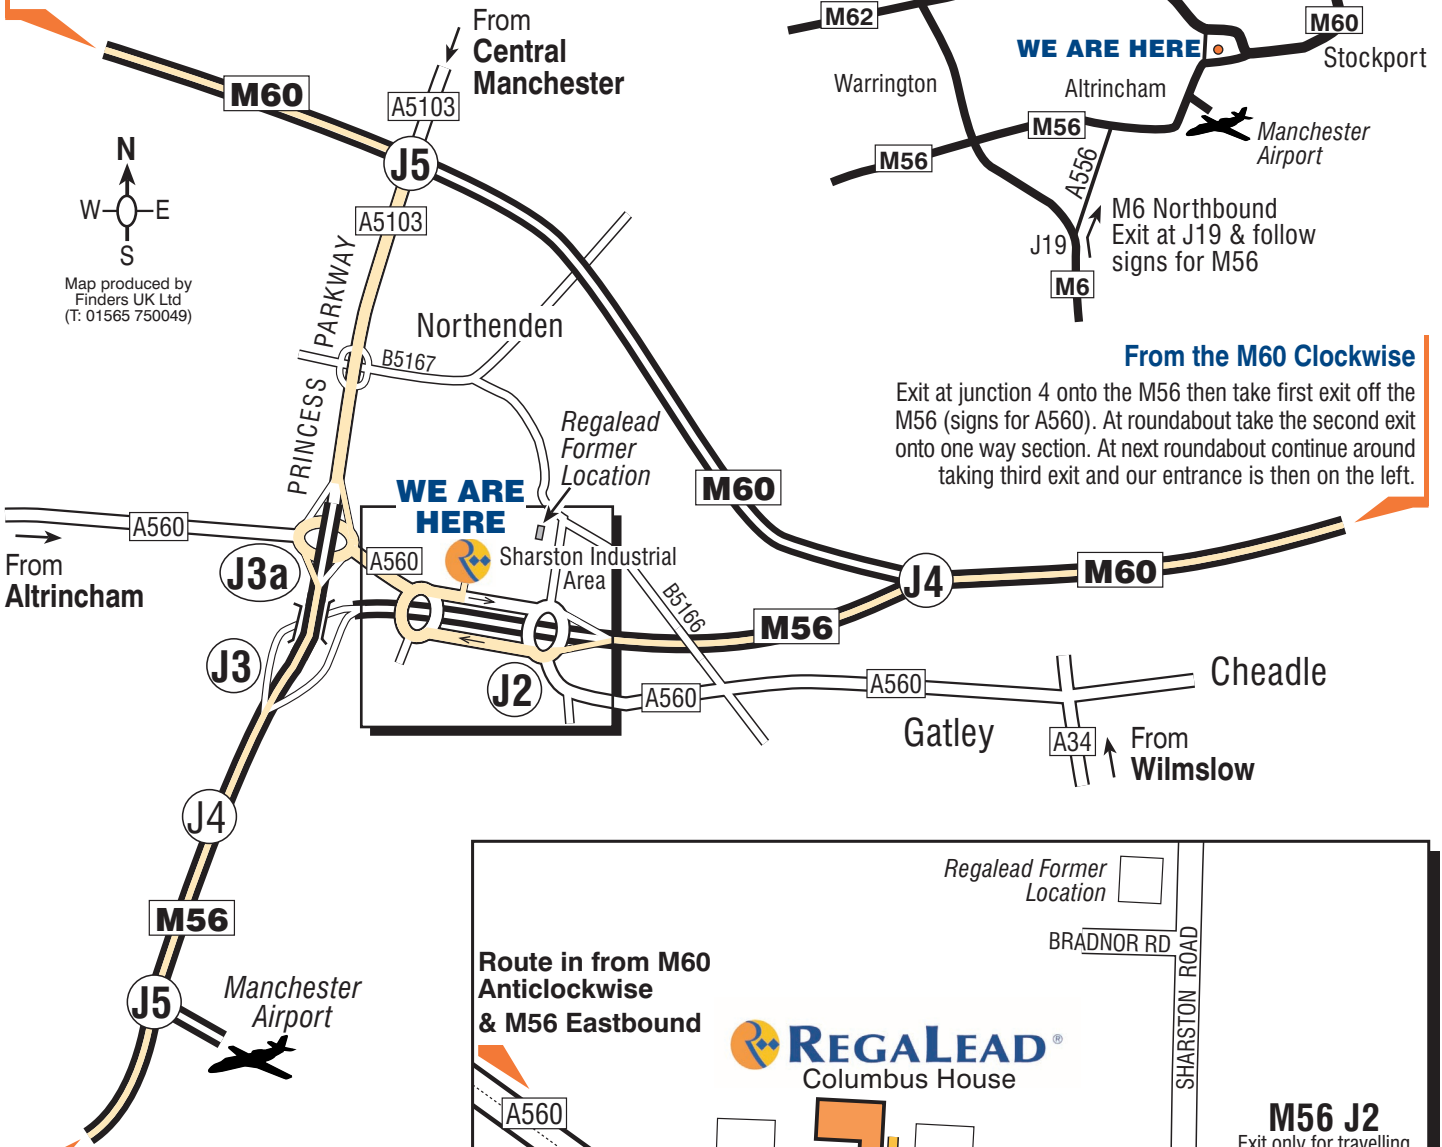 From
Central
Manchester
A5103
M60
J5
A5103
N
W E
S
Map produced by
Finders UK Ltd
(T: 01565 750049)
PRINCESS PARKWAY
Northenden
B5167
Regalead
Former
Location
WE ARE
HERE
A560
From
Altrincham
J3a
A560
Sharston Industrial
Area
B5166
M60
J4
M60
M56
J3
J2
A560
A560
Cheadle
Gatley
A34
From
Wilmslow
J4
M56
J5
Manchester
Airport
M62
M60
WE ARE HERE
Stockport
Warrington
Altrincham
M56
M56
Manchester
Airport
A556
M6 Northbound
Exit at J19 & follow
signs for M56
J19
M6
From the M60 Clockwise
Exit at junction 4 onto the M56 then take first exit off the
M56 (signs for A560). At roundabout take the second exit
onto one way section. At next roundabout continue around
taking third exit and our entrance is then on the left.
Regalead Former
Location
BRADNOR RD
SHARSTON ROAD
Route in from M60
Anticlockwise
& M56 Eastbound
REGALEAD®
Columbus House
A560
M56 J2
Exit only for travelling